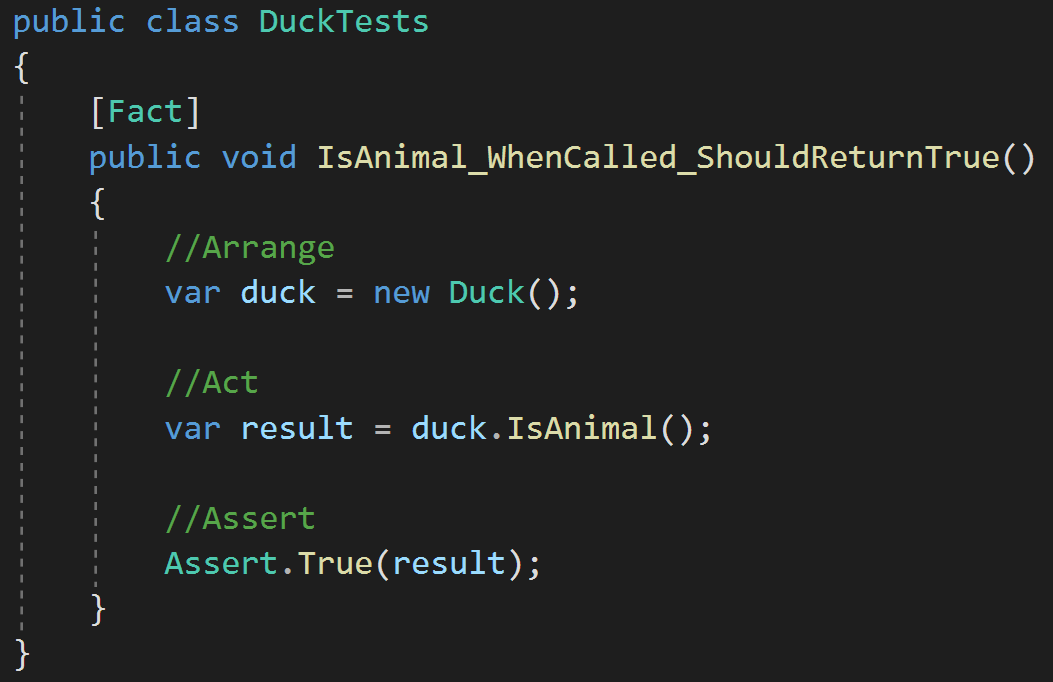 public class DuckTests
{
    [Fact]
    public void IsAnimal_WhenCalled_ShouldReturnTrue()
    {
        //Arrange
        var duck = new Duck();

        //Act
        var result = duck.IsAnimal();

        //Assert
        Assert.True(result);
    }
}